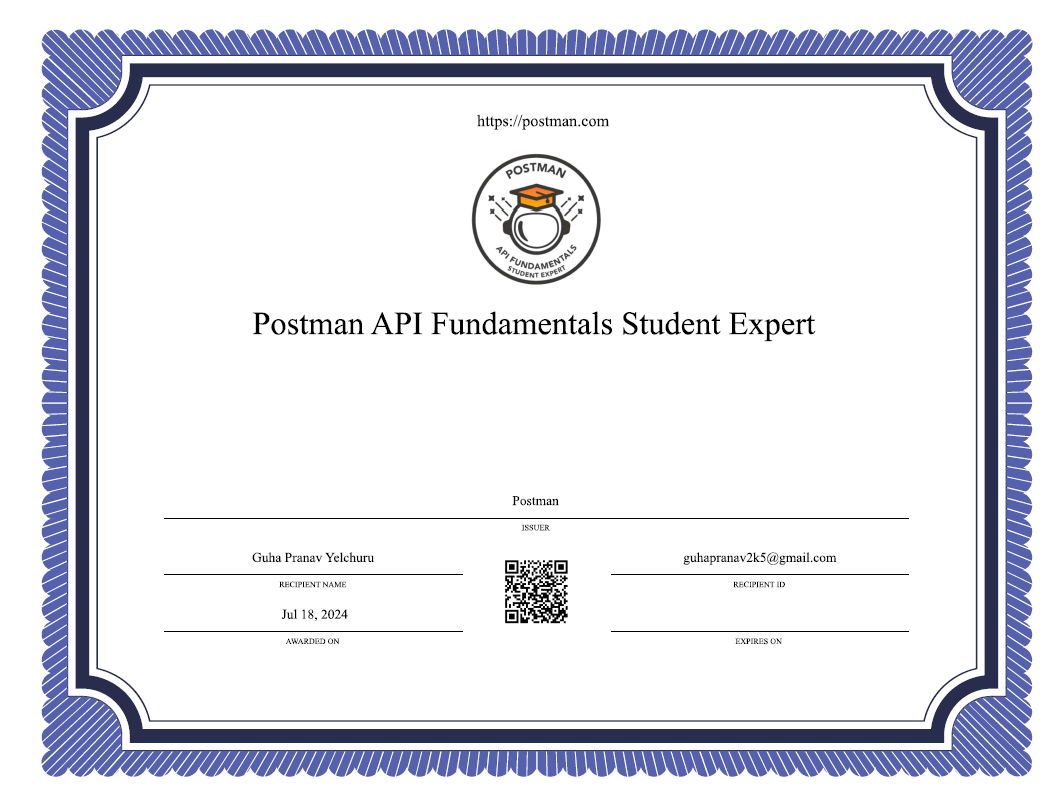 https://postman.com
POSTMAN
API FUNDAMENTALS
STUDENT EXPERT
Postman API Fundamentals Student Expert
Postman
ISSUER
Guha Pranav Yelchuru
RECIPIENT NAME
guhapranav2k5@gmail.com
RECIPIENT ID
Jul 18, 2024
AWARDED ON
EXPIRES ON